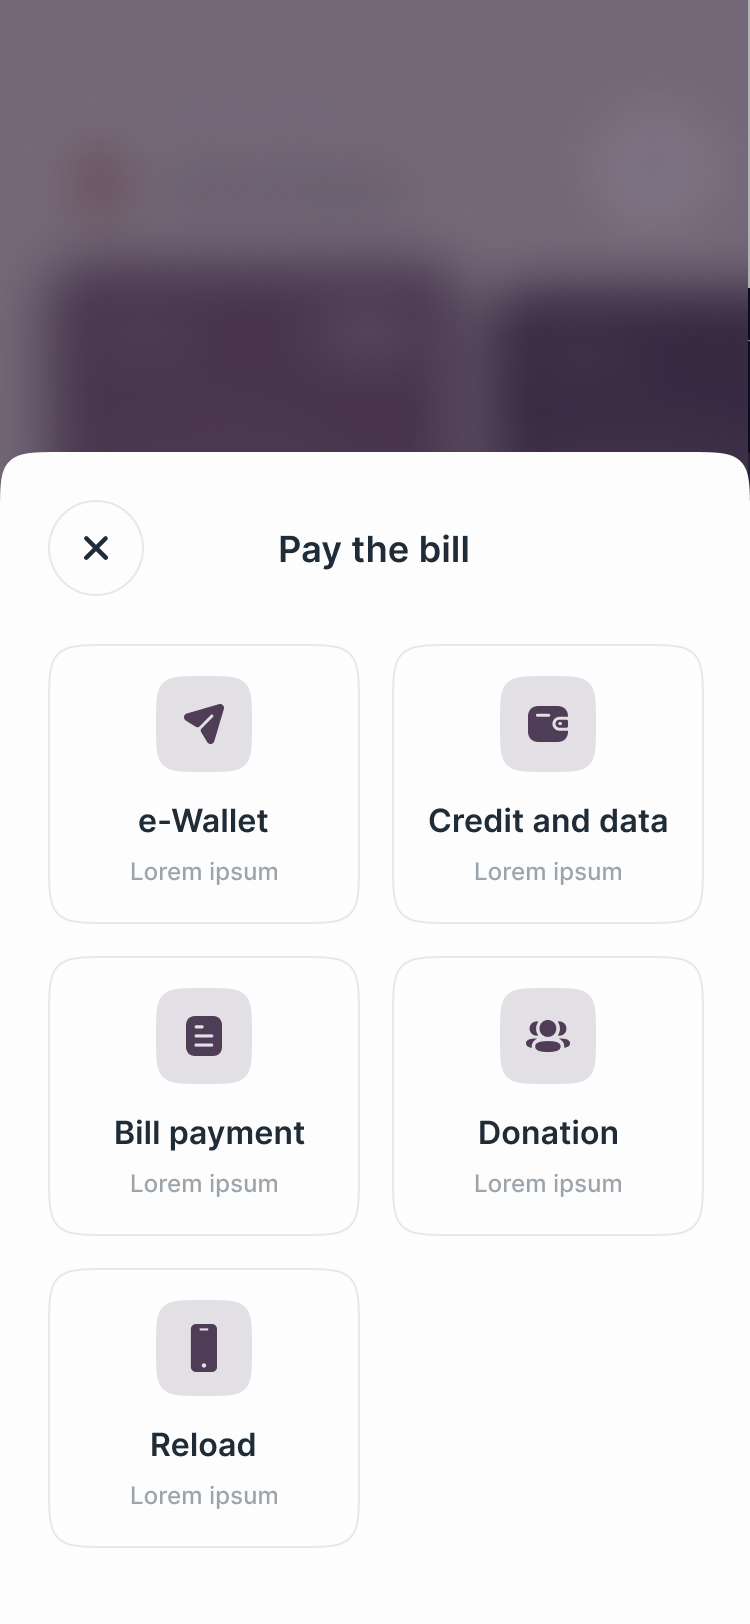 Pay the bill
e-Wallet
Lorem ipsum
Credit and data
Lorem ipsum
Bill payment
Lorem ipsum
Donation
Lorem ipsum
Reload
Lorem ipsum